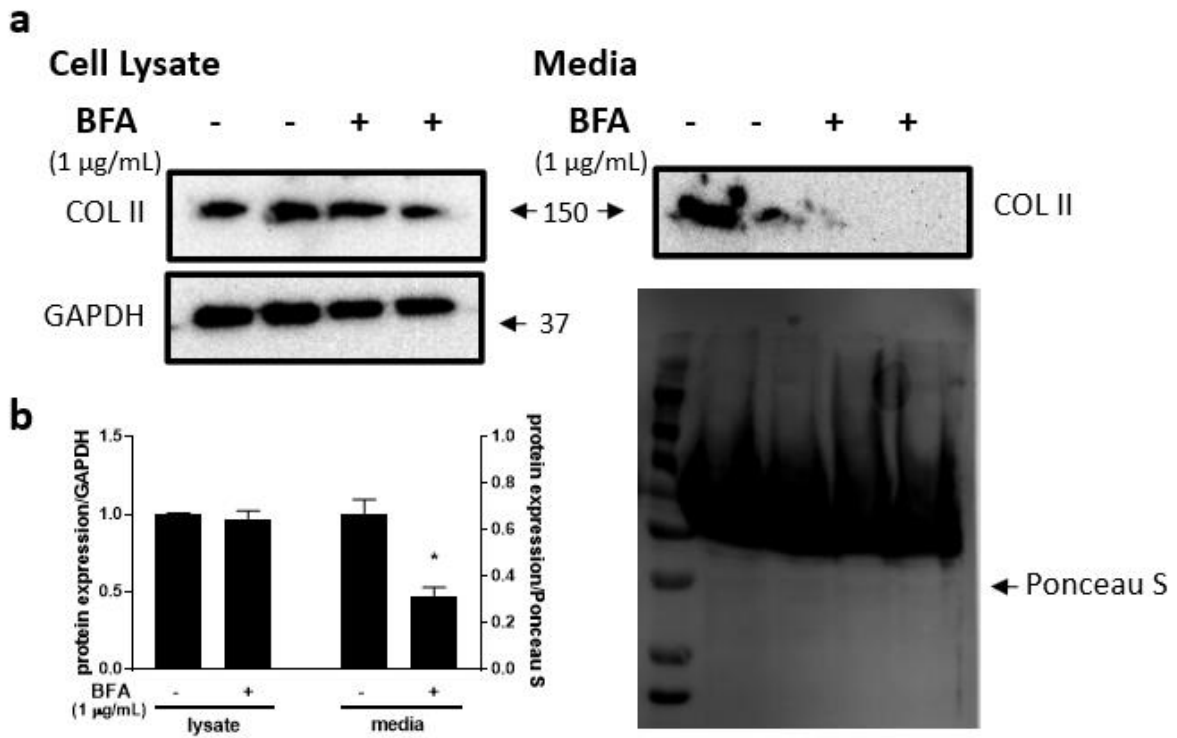 a
Cell Lysate
Media
BFA - - + +
(1 µg/mL)
BFA - - + +
(1 µg/mL)
COL II
150
COL II
GAPDH
37
Ponceau S
b
protein expression/GAPDH
1.5
1.0
0.5
0.0
protein expression/Ponceau S
1.0
0.8
0.6
0.4
0.2
0.0
*
BFA - + - +
(1 µg/mL)
lysate media